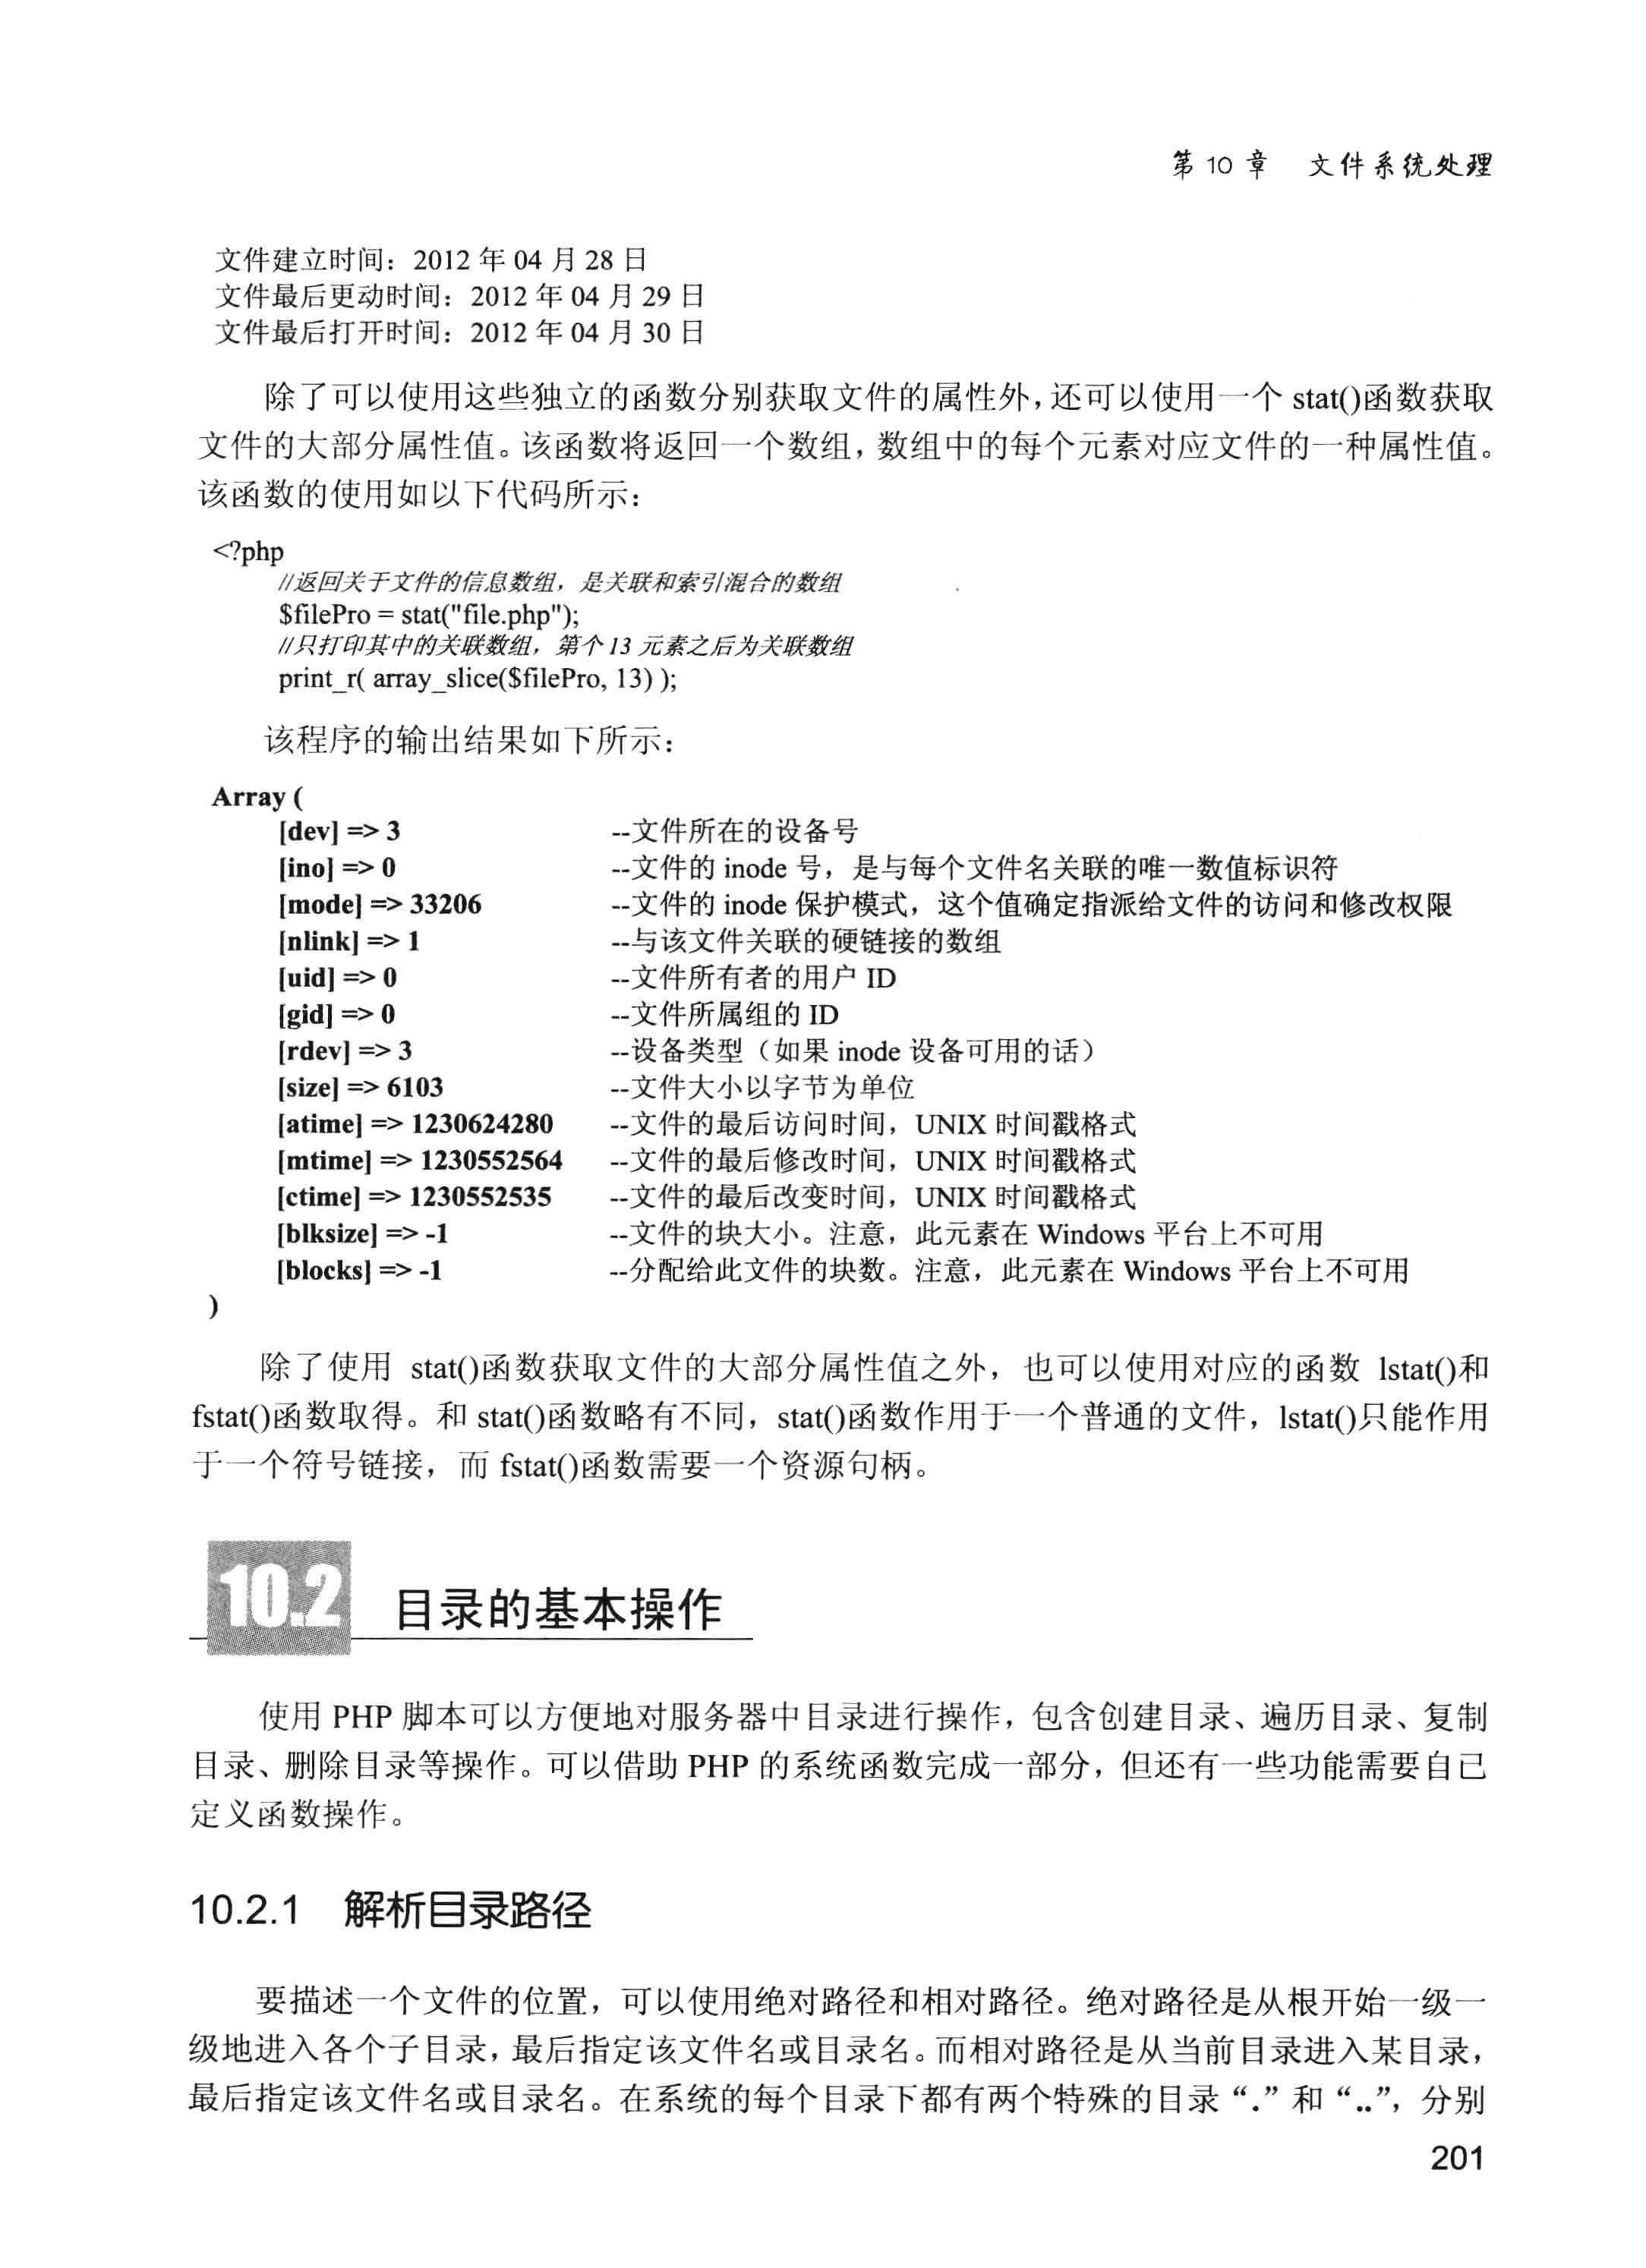 第 10 章 文件系统处理
文件建立时间：2012 年 04 月 28 日
文件最后更动时间：2012 年 04 月 29 日
文件最后打开时间：2012 年 04 月 30 日
除了可以使用这些独立的函数分别获取文件的属性外，还可以使用一个 stat()函数获取
文件的大部分属性值。该函数将返回一个数组，数组中的每个元素对应文件的一种属性值。
该函数的使用如以下代码所示：
<?php
//返回关于文件的信息数组，是关联和索引混合的数组
$filePro = stat("file.php");
//只打印其中的关联数组，第个 13 元素之后为关联数组
print_r( array_slice($filePro, 13) );
该程序的输出结果如下所示：
Array (
[dev] => 3 --文件所在的设备号
[ino] => 0 --文件的 inode 号，是与每个文件名关联的唯一数值标识符
[mode] => 33206 --文件的 inode 保护模式，这个值确定指派给文件的访问和修改权限
[nlink] => 1 --与该文件关联的硬链接的数组
[uid] => 0 --文件所有者的用户 ID
[gid] => 0 --文件所属组的 ID
[rdev] => 3 --设备类型（如果 inode 设备可用的话）
[size] => 6103 --文件大小以字节为单位
[atime] => 1230624280 --文件的最后访问时间，UNIX 时间戳格式
[mtime] => 1230552564 --文件的最后修改时间，UNIX 时间戳格式
[ctime] => 1230552535 --文件的最后改变时间，UNIX 时间戳格式
[blksize] => -1 --文件的块大小。注意，此元素在 Windows 平台上不可用
[blocks] => -1 --分配给此文件的块数。注意，此元素在 Windows 平台上不可用
)
除了使用 stat()函数获取文件的大部分属性值之外，也可以使用对应的函数 lstat()和
fstat()函数取得。和 stat()函数略有不同，stat()函数作用于一个普通的文件，lstat()只能作用
于一个符号链接，而 fstat()函数需要一个资源句柄。
10.2 目录的基本操作
使用 PHP 脚本可以方便地对服务器中目录进行操作，包含创建目录、遍历目录、复制
目录、删除目录等操作。可以借助 PHP 的系统函数完成一部分，但还有一些功能需要自己
定义函数操作。
10.2.1 解析目录路径
要描述一个文件的位置，可以使用绝对路径和相对路径。绝对路径是从根开始一级一
级地进入各个子目录，最后指定该文件名或目录名。而相对路径是从当前目录进入某目录，
最后指定该文件名或目录名。在系统的每个目录下都有两个特殊的目录“.”和“..”，分别
201